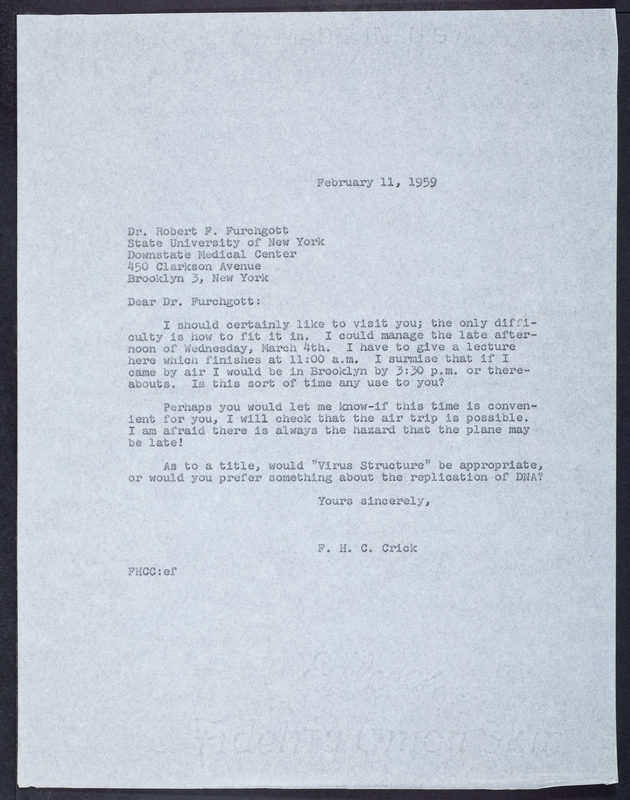 February 11, 1959
Dr. Robert F. Furchgott
State University of New York
Downstate Medical Center
450 Clarkson Avenue
Brooklyn 3, New York
Dear Dr. Furchgott:
I should certainly like to visit you; the only diffi-
culty is how to fit it in. I could manage the late after-
noon of Wednesday, March 4th. I have to give a lecture
here which finishes at 11:00 a.m. I surmise that if I
came by air I would be in Brooklyn by 3:30 p.m. or there-
abouts. Is this sort of time any use to you?
Perhaps you would let me know-if this time is conven-
ient for you, I will check that the air trip is possible.
I am afraid there is always the hazard that the plane may
be late!
As to a title, would "Virus Structure" be appropriate,
or would you prefer something about the replication of DNA?
Yours sincerely,
F. H. C. Crick
FHCC:ef
Fidelity Onion Skin